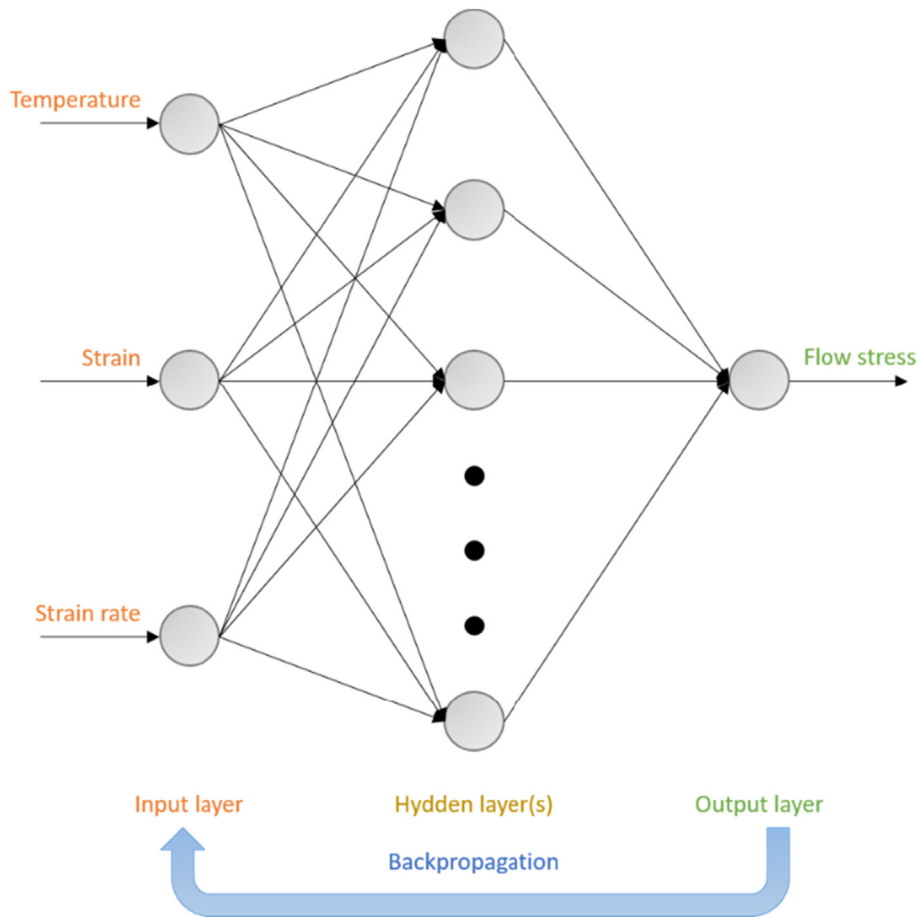 Temperature
Strain
Flow stress
Strain rate
Input layer
Hydden layer(s)
Output layer
Backpropagation